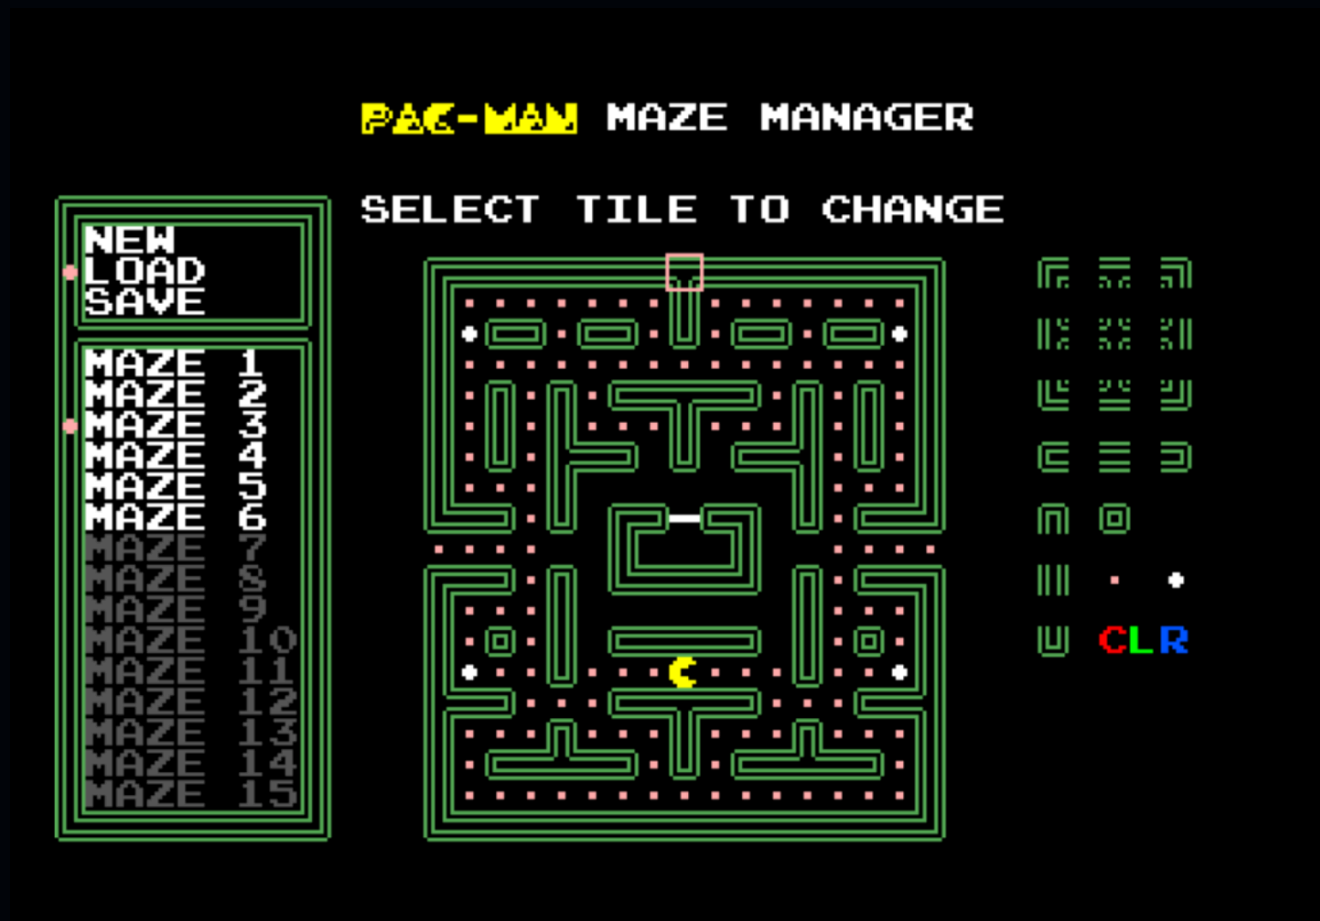 PAC-MAN MAZE MANAGER
SELECT TILE TO CHANGE
NEW
LOAD
SAVE
MAZE 1
MAZE 2
MAZE 3
MAZE 4
MAZE 5
MAZE 6
MAZE 7
MAZE 8
MAZE 9
MAZE 10
MAZE 11
MAZE 12
MAZE 13
MAZE 14
MAZE 15
CLR